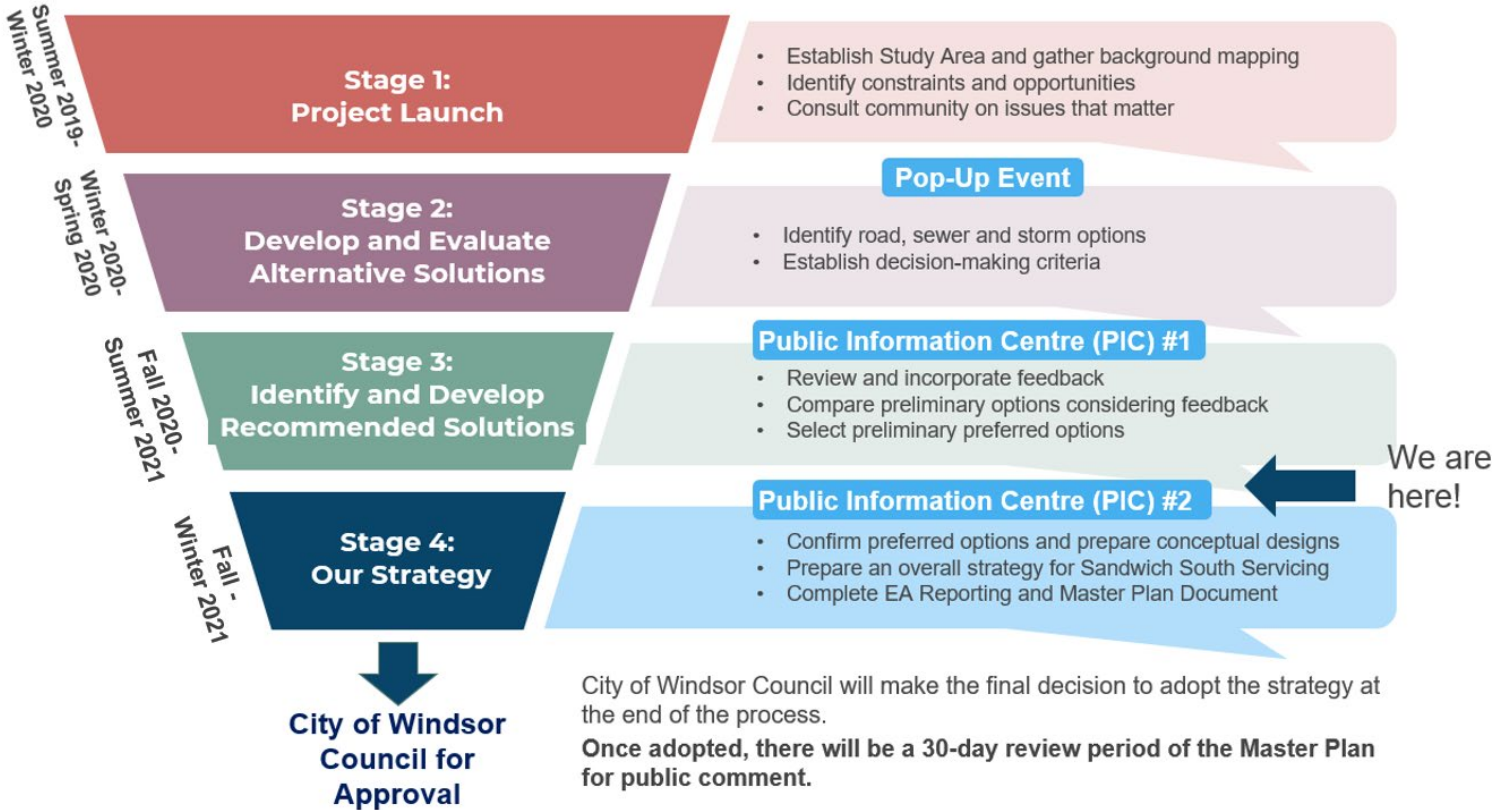 Summer 2019-
Winter 2020
Stage 1:
Project Launch
• Establish Study Area and gather background mapping
• Identify constraints and opportunities
• Consult community on issues that matter
Winter 2020-
Spring 2020
Stage 2:
Develop and Evaluate
Alternative Solutions
Pop-Up Event
• Identify road, sewer and storm options
• Establish decision-making criteria
Fall 2020-
Summer 2021
Stage 3:
Identify and Develop
Recommended Solutions
Public Information Centre (PIC) #1
• Review and incorporate feedback
• Compare preliminary options considering feedback
• Select preliminary preferred options
We are
here!
Fall -
Winter 2021
Stage 4:
Our Strategy
Public Information Centre (PIC) #2
• Confirm preferred options and prepare conceptual designs
• Prepare an overall strategy for Sandwich South Servicing
• Complete EA Reporting and Master Plan Document
City of Windsor
Council for
Approval
City of Windsor Council will make the final decision to adopt the strategy at
the end of the process.
Once adopted, there will be a 30-day review period of the Master Plan
for public comment.